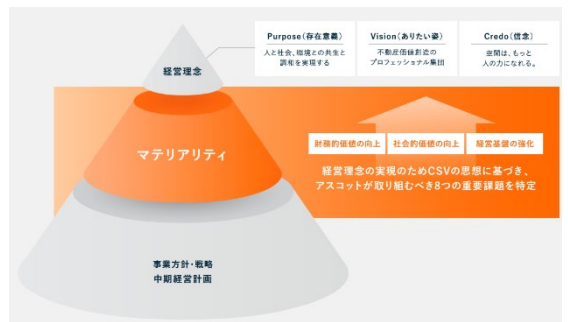 経営理念
Purpose(存在意義)
人と社会、環境との共生と
調和を実現する
Vision(ありたい姿)
不動産価値創造の
プロフェッショナル集団
Credo(信念)
空間は、もっと
人の力になれる。
マテリアリティ
財務的価値の向上
社会的価値の向上
経営基盤の強化
経営理念の実現のためCSVの思想に基づき、
アスコットが取り組むべき8つの重要課題を特定
事業方針・戦略
中期経営計画